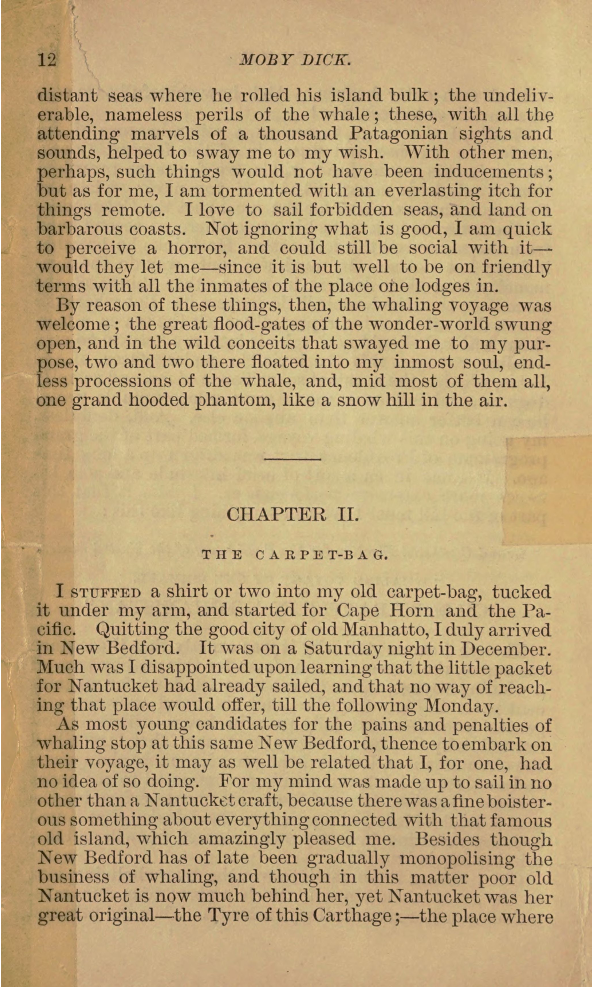 12 MOBY DICK.
distant seas where he rolled his island bulk; the undeliv-
erable, nameless perils of the whale; these, with all the
attending marvels of a thousand Patagonian sights and
sounds, helped to sway me to my wish. With other men,
perhaps, such things would not have been inducements;
but as for me, I am tormented with an everlasting itch for
things remote. I love to sail forbidden seas, and land on
barbarous coasts. Not ignoring what is good, I am quick
to perceive a horror, and could still be social with it—
would they let me—since it is but well to be on friendly
terms with all the inmates of the place one lodges in.
By reason of these things, then, the whaling voyage was
welcome; the great flood-gates of the wonder-world swung
open, and in the wild conceits that swayed me to my pur-
pose, two and two there floated into my inmost soul, end-
less processions of the whale, and, mid most of them all,
one grand hooded phantom, like a snow hill in the air.
CHAPTER II.
THE CARPET-BAG.
I STUFFED a shirt or two into my old carpet-bag, tucked
it under my arm, and started for Cape Horn and the Pa-
cific. Quitting the good city of old Manhatto, I duly arrived
in New Bedford. It was on a Saturday night in December.
Much was I disappointed upon learning that the little packet
for Nantucket had already sailed, and that no way of reach-
ing that place would offer, till the following Monday.
As most young candidates for the pains and penalties of
whaling stop at this same New Bedford, thence to embark on
their voyage, it may as well be related that I, for one, had
no idea of so doing. For my mind was made up to sail in no
other than a Nantucket craft, because there was a fine boister-
ous something about everything connected with that famous
old island, which amazingly pleased me. Besides though
New Bedford has of late been gradually monopolising the
business of whaling, and though in this matter poor old
Nantucket is now much behind her, yet Nantucket was her
great original—the Tyre of this Carthage;—the place where